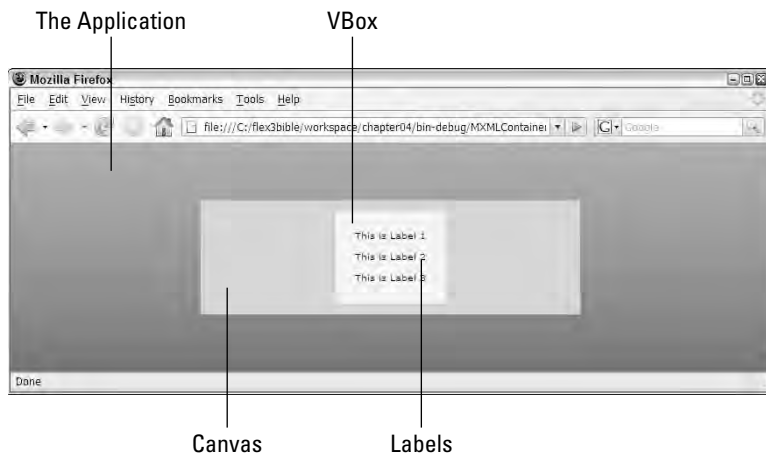 The Application
VBox
Mozilla Firefox
File Edit View History Bookmarks Tools Help
file:///C:/flex3bible/workspace/chapter04/bin-debug/MXMLContainer
G Google
This is Label 1
This is Label 2
This is Label 3
Done
Canvas
Labels